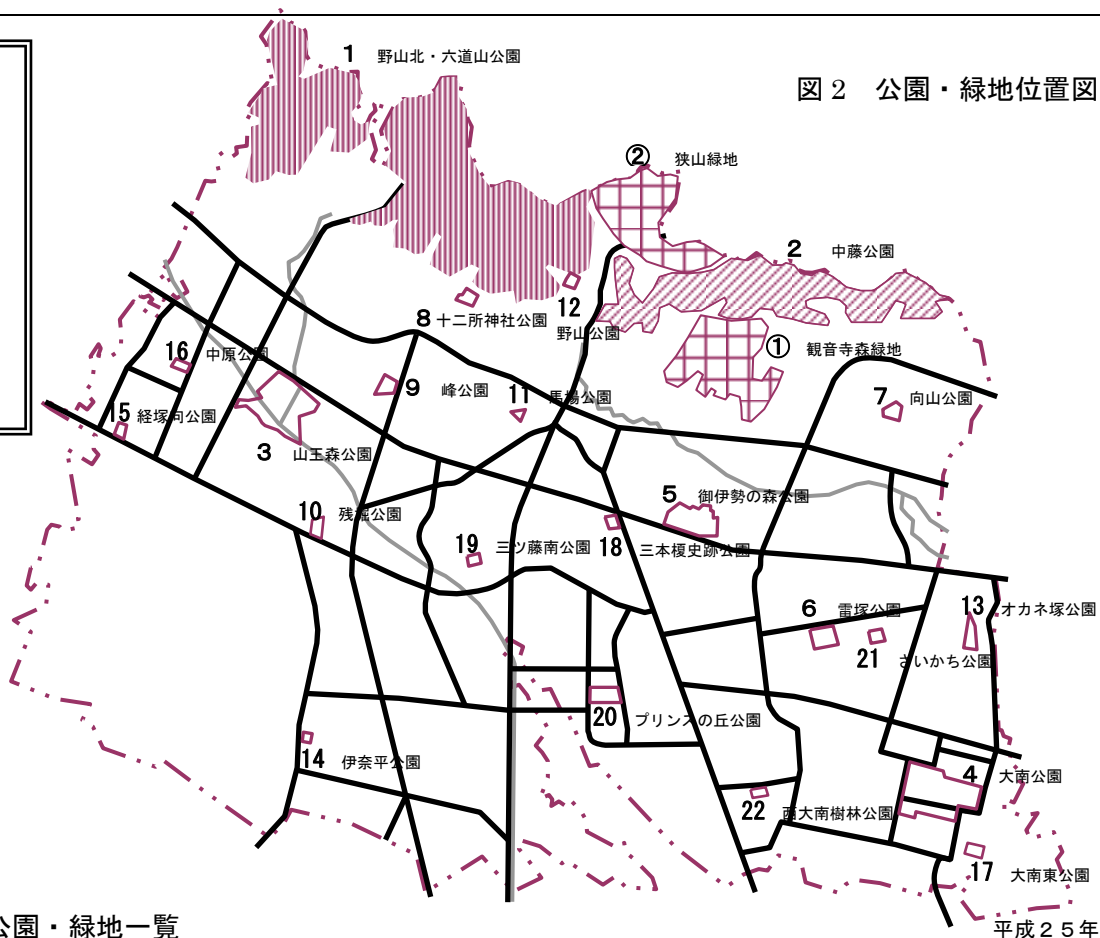 図２　公園・緑地位置図
1 野山北・六道山公園
② 狭山緑地
2 中藤公園
12 野山公園
8 十二所神社公園
① 観音寺森緑地
16 中原公園
9 峰公園
11 馬場公園
7 向山公園
15 経塚向公園
3 山王森公園
10 残堀公園
5 御伊勢の森公園
19 三ツ藤南公園
18 三本榎史跡公園
6 雷塚公園
13 オカネ塚公園
21 さいかち公園
20 プリンスの丘公園
14 伊奈平公園
4 大南公園
22 西大南樹林公園
17 大南東公園
公園・緑地一覧
平成２５年